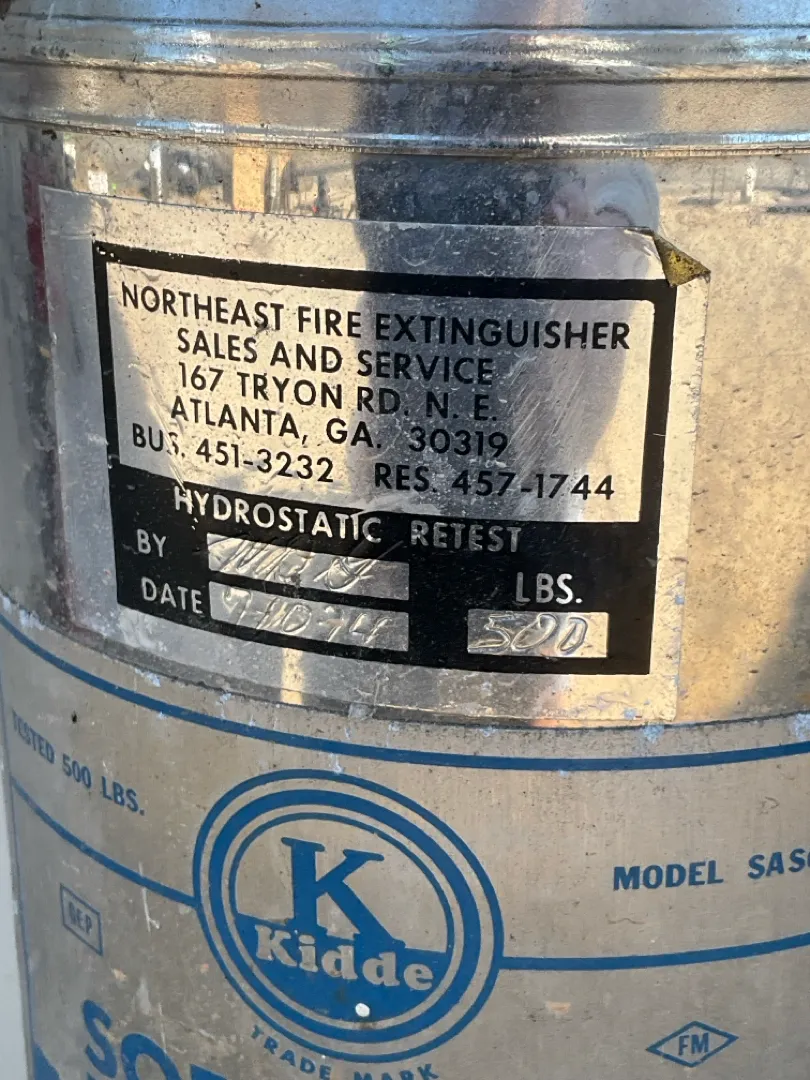 NORTHEAST FIRE EXTINGUISHER
SALES AND SERVICE
167 TRYON RD. N. E.
ATLANTA, GA. 30319
BUS. 451-3232 RES. 457-1744
HYDROSTATIC RETEST
BY
LBS.
DATE 500
TESTED 500 LBS.
MODEL
K
Kidde
TRADE MARK
FM